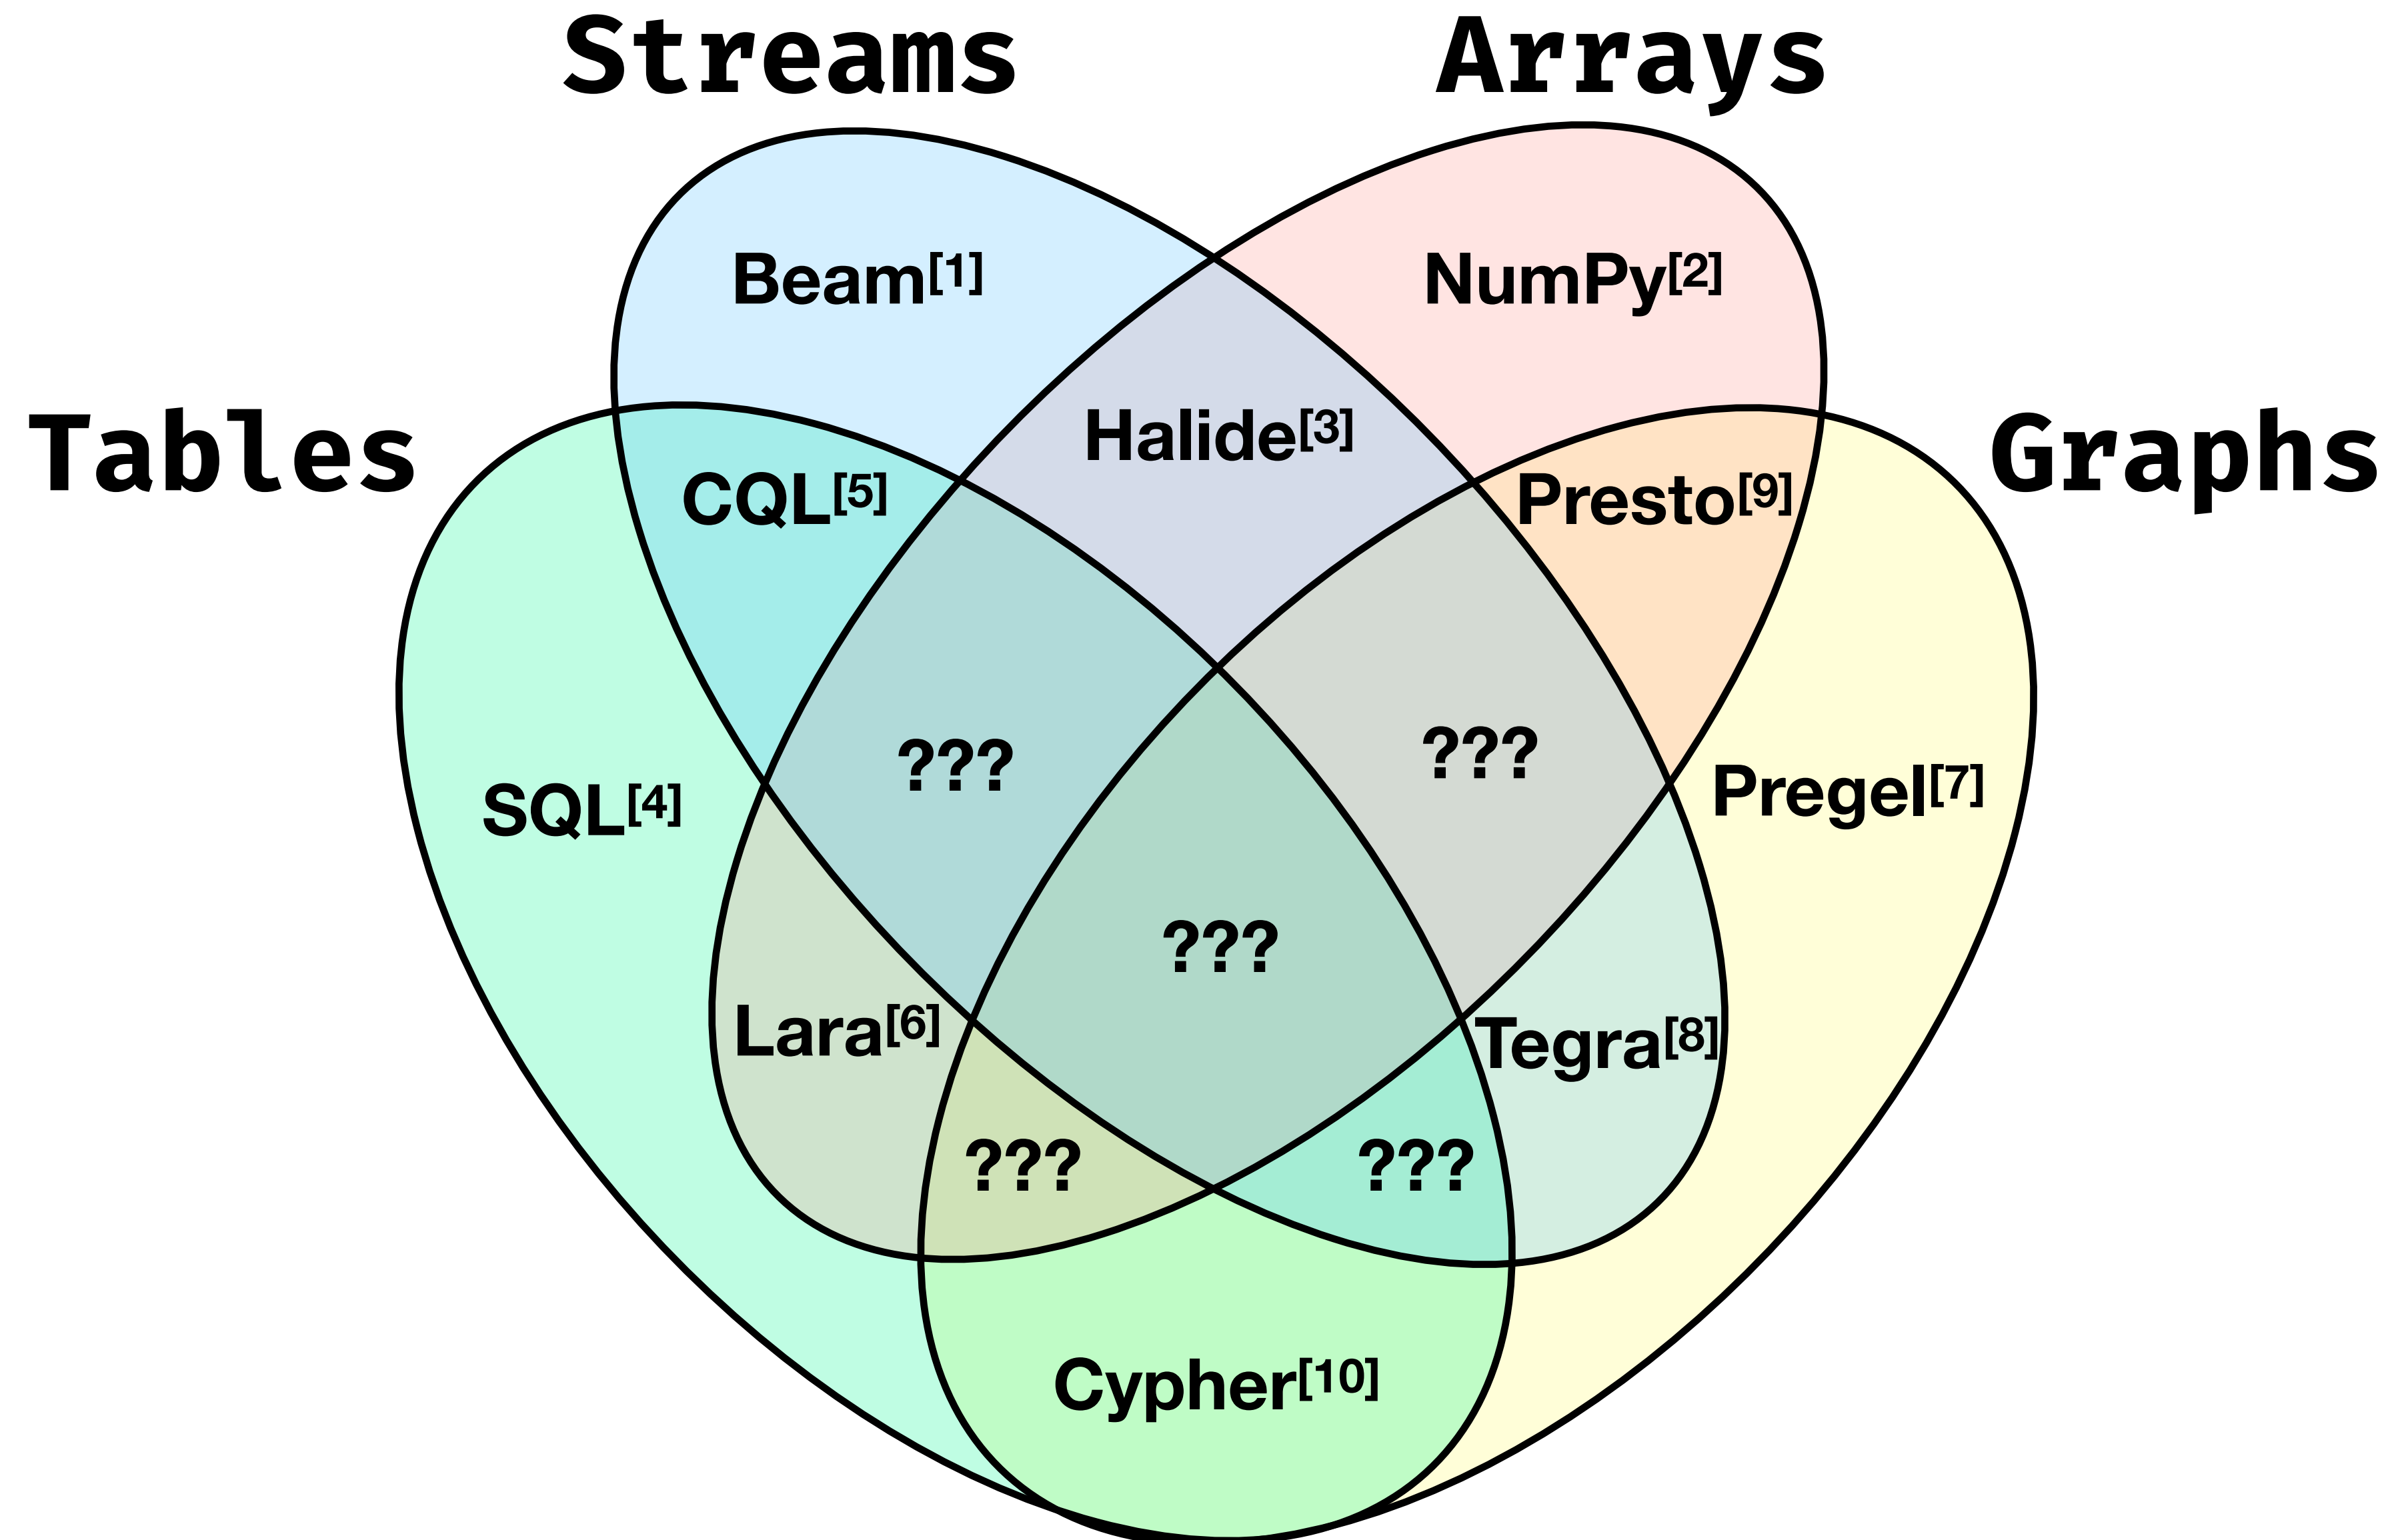 Streams
Arrays
Tables
Graphs
Beam[1]
NumPy[2]
Halide[3]
CQL[5]
Presto[9]
???
???
SQL[4]
Pregel[7]
???
Lara[6]
Tegra[8]
???
???
Cypher[10]